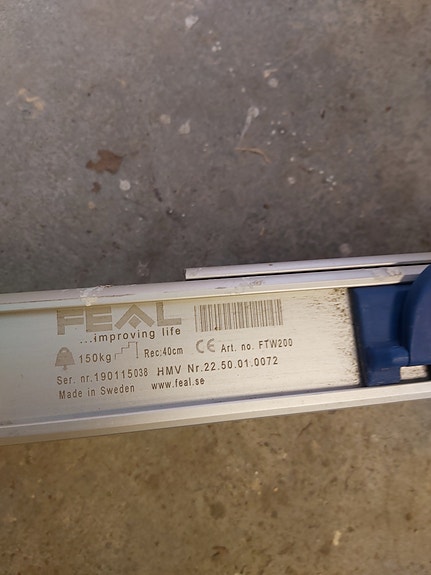 FEAL
...improving life
150kg Rec:40cm CE Art. no. FTW200
Ser. nr.190115038 HMV Nr.22.50.01.0072
Made in Sweden www.feal.se